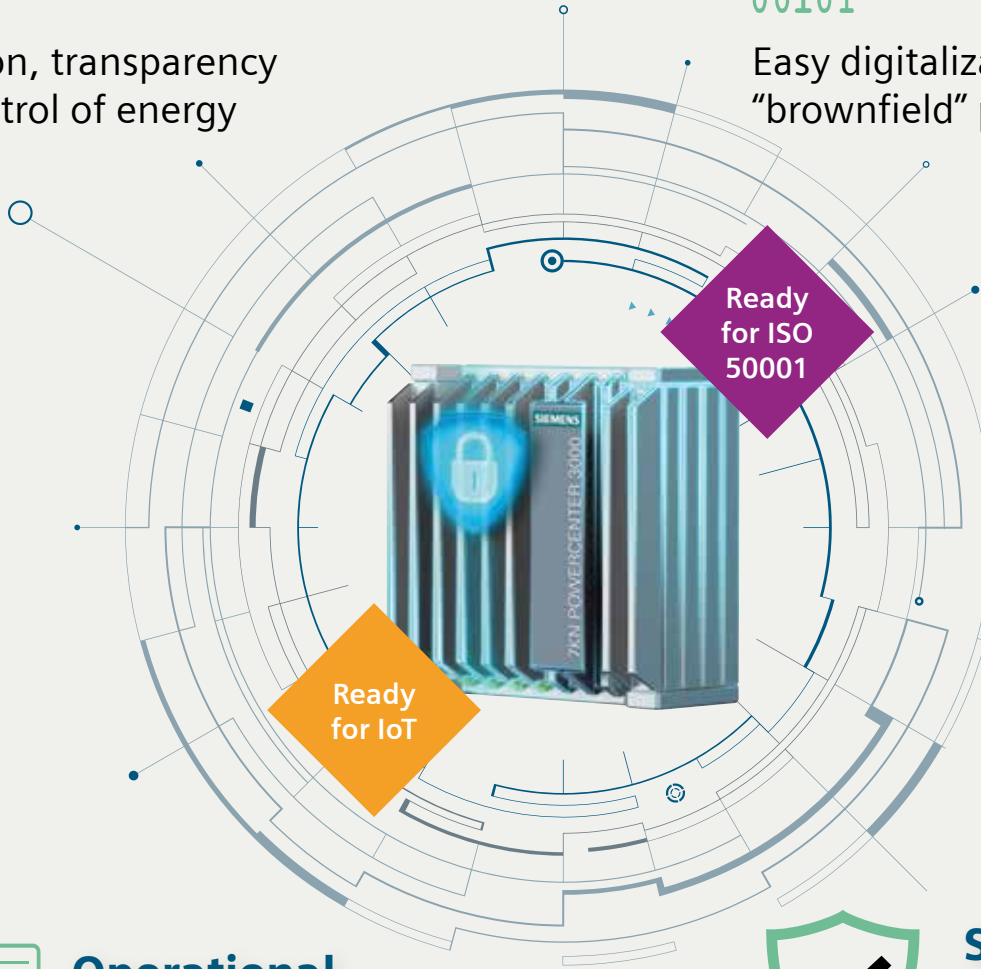 00101
on, transparency
trol of energy
Easy digitaliza
“brownfield” p
Ready
for ISO
50001
SIEMENS
7KN POWERCENTER 3000
Ready
for IoT
Operational
S